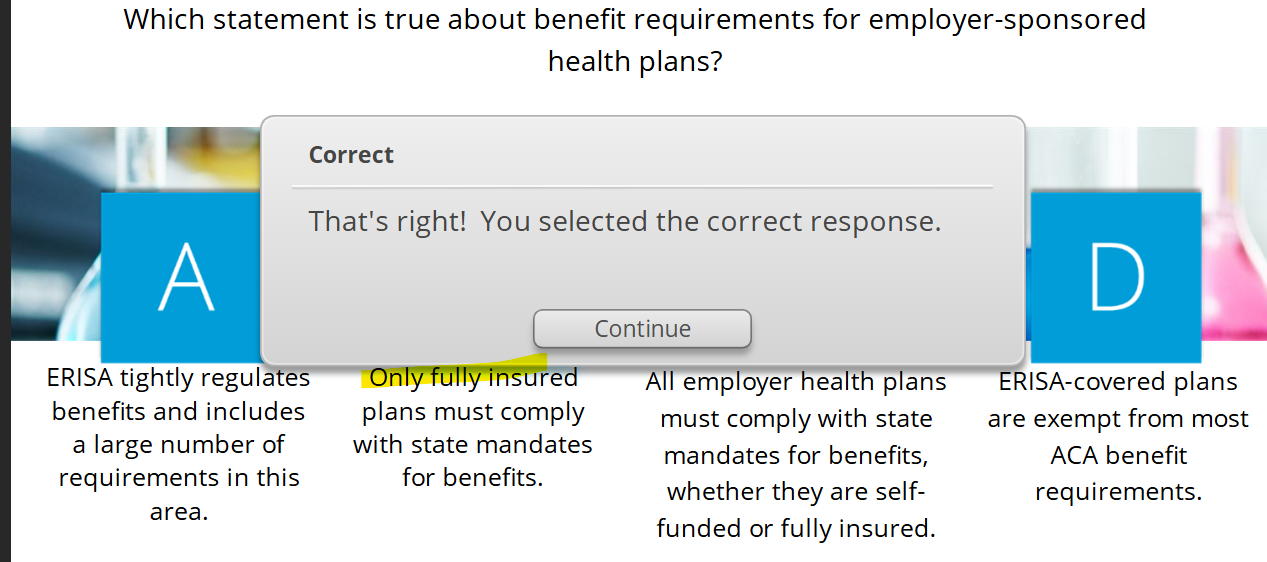 Which statement is true about benefit requirements for employer-sponsored
health plans?
Correct
That's right!  You selected the correct response.
Continue
A
ERISA tightly regulates
benefits and includes
a large number of
requirements in this
area.
Only fully insured
plans must comply
with state mandates
for benefits.
All employer health plans
must comply with state
mandates for benefits,
whether they are self-
funded or fully insured.
D
ERISA-covered plans
are exempt from most
ACA benefit
requirements.